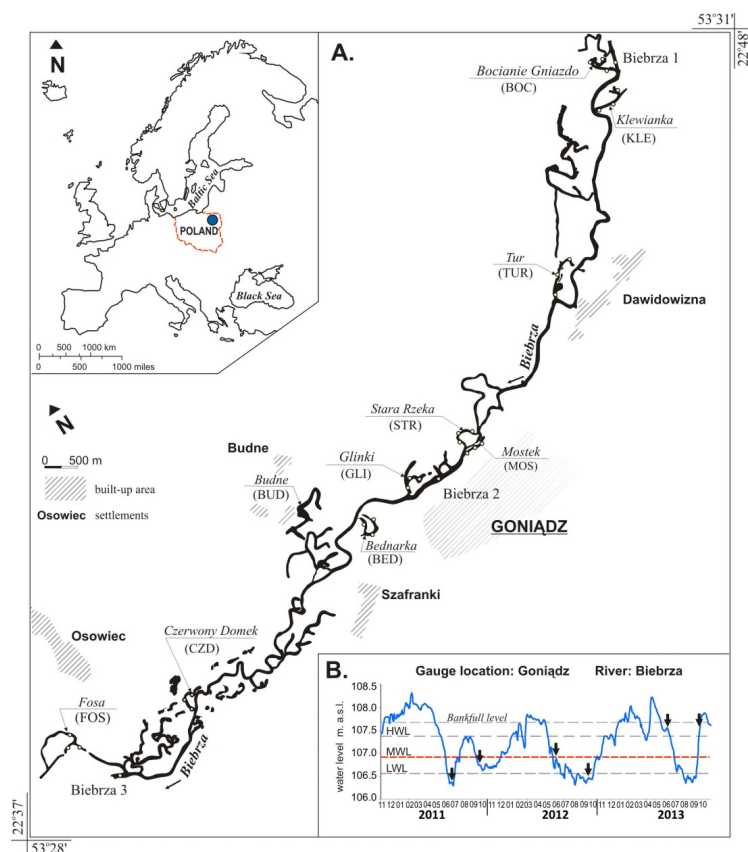 53°31'
22°48'
N
Baltic Sea
POLAND
Black Sea
0 500 1000 km
0 500 1000 miles
A.
Bocianie Gniazdo
(BOC)
Biebrza 1
Klewianka
(KLE)
Tur
(TUR)
Dawidowizna
Biebrza
N
0 500 m
built-up area
Osowiec settlements
Stara Rzeka
(STR)
Mostek
(MOS)
Budne
Budne
(BUD)
Glinki
(GLI)
Biebrza 2
GONIĄDZ
Bednarka
(BED)
Szafranki
Osowiec
Czerwony Domek
(CZD)
Fosa
(FOS)
Biebrza
Biebrza 3
22°37'
53°28'
B.
Gauge location: Goniądz River: Biebrza
water level m. a.s.l.
108.5
108.0
107.5
107.0
106.5
106.0
Bankfull level
HWL
MWL
LWL
11 12 01 02 03 04 05 06 07 08 09 10 11 12 01 02 03 04 05 06 07 08 09 10 11 12 01 02 03 04 05 06 07 08 09 10
2011 2012 2013